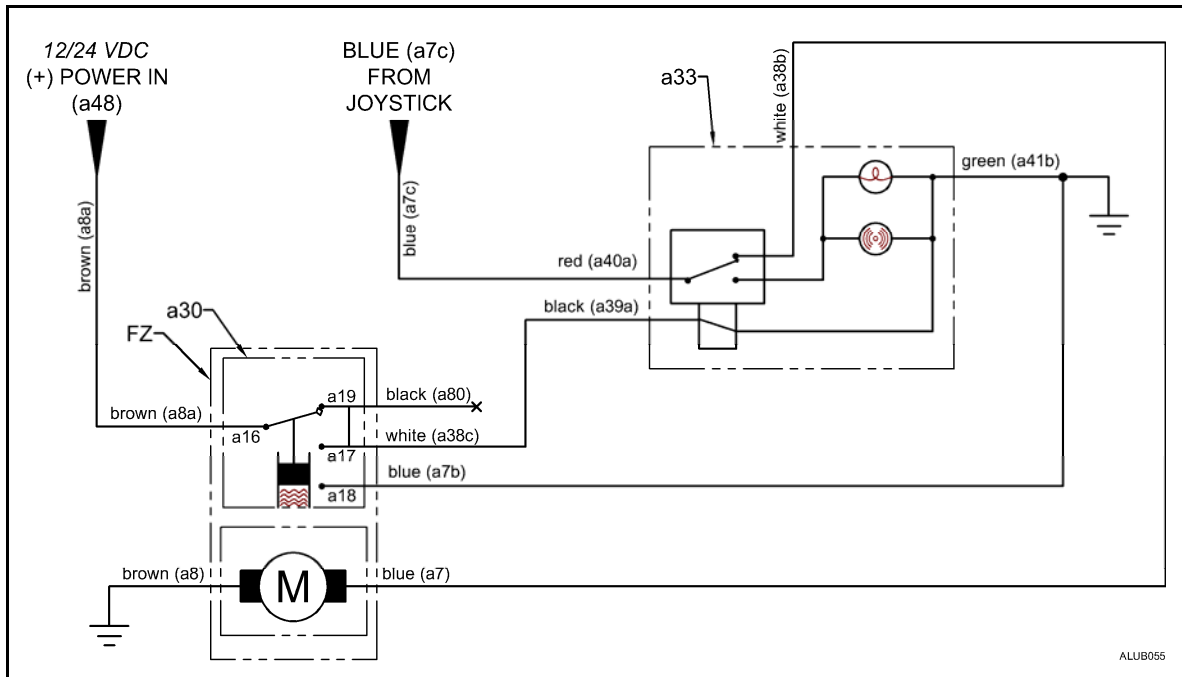 12/24 VDC
(+) POWER IN
(a48)
BLUE (a7c)
FROM
JOYSTICK
a33
white (a38b)
green (a41b)
brown (a8a)
blue (a7c)
red (a40a)
black (a39a)
a30
FZ
brown (a8a)
a16
a19
black (a80)
white (a38c)
a17
blue (a7b)
a18
brown (a8)
M
blue (a7)
ALUB055